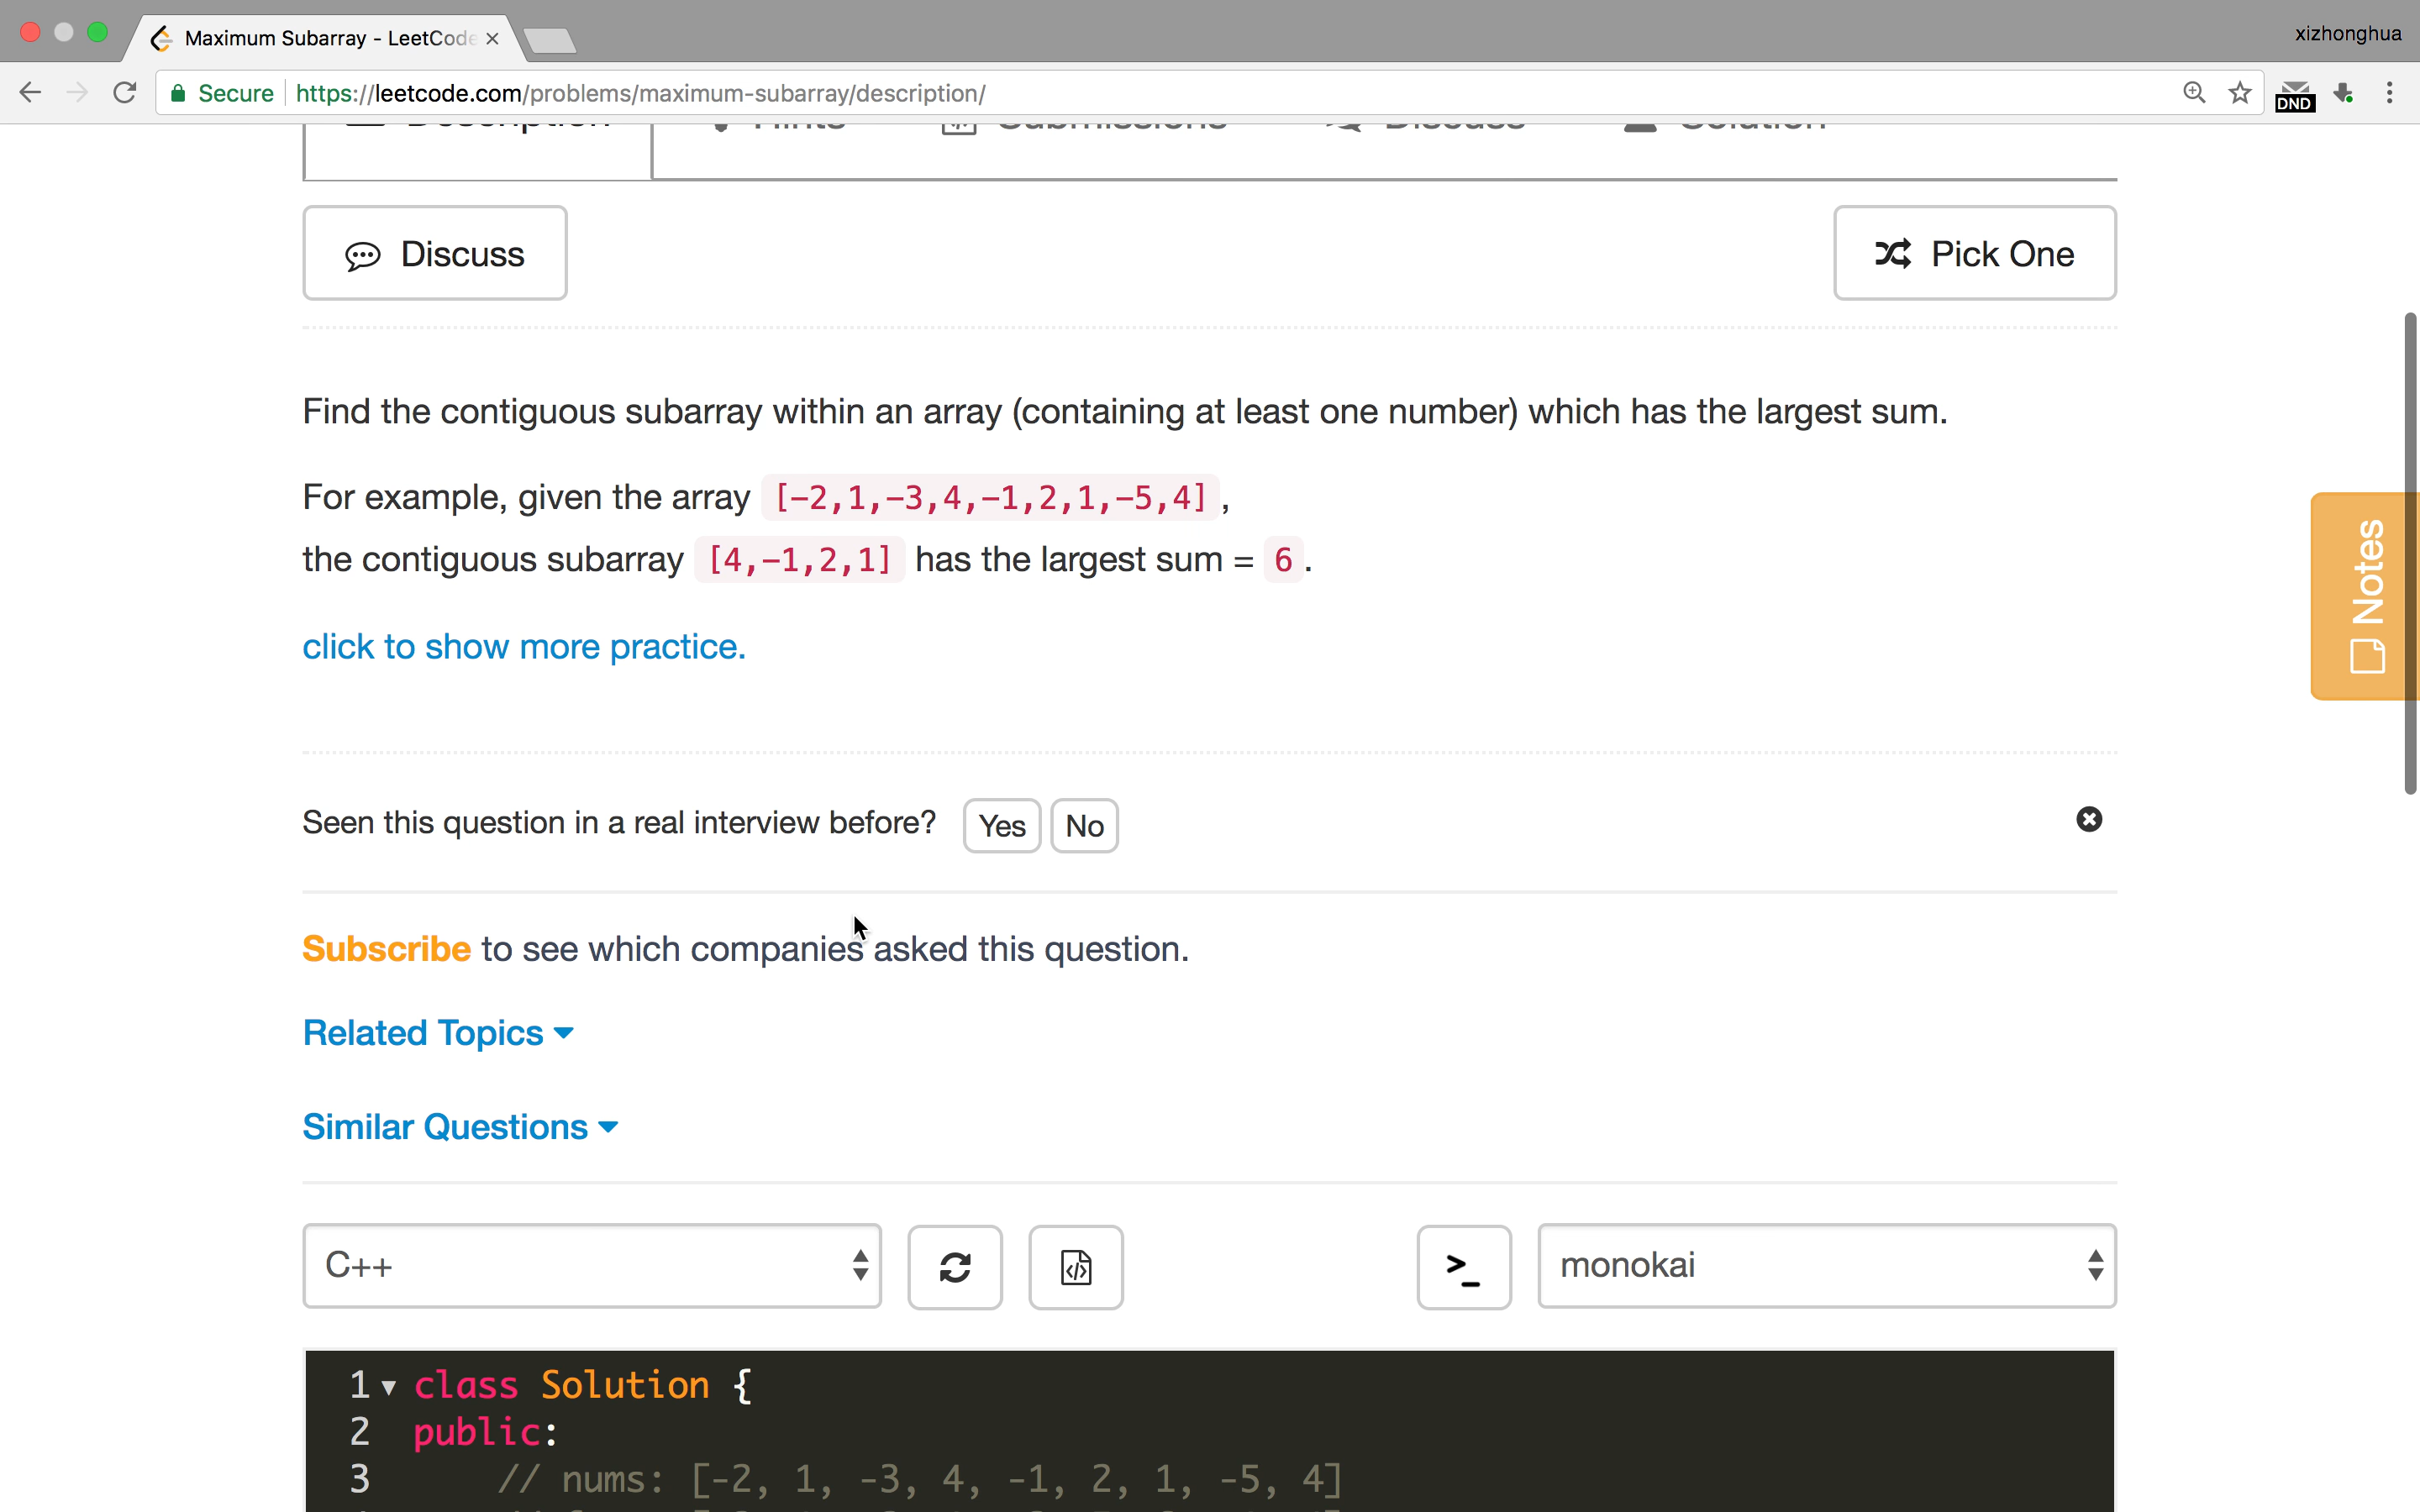 Maximum Subarray - LeetCode
xizhonghua
Secure https://leetcode.com/problems/maximum-subarray/description/
DND
Description Hints Submissions Discuss Solution
Discuss Pick One
Find the contiguous subarray within an array (containing at least one number) which has the largest sum.
For example, given the array [-2,1,-3,4,-1,2,1,-5,4],
the contiguous subarray [4,-1,2,1] has the largest sum = 6.
click to show more practice.
Notes
Seen this question in a real interview before? Yes No
Subscribe to see which companies asked this question.
Related Topics
Similar Questions
C++ >_ monokai
1 class Solution {
2 public:
3 // nums: [-2, 1, -3, 4, -1, 2, 1, -5, 4]